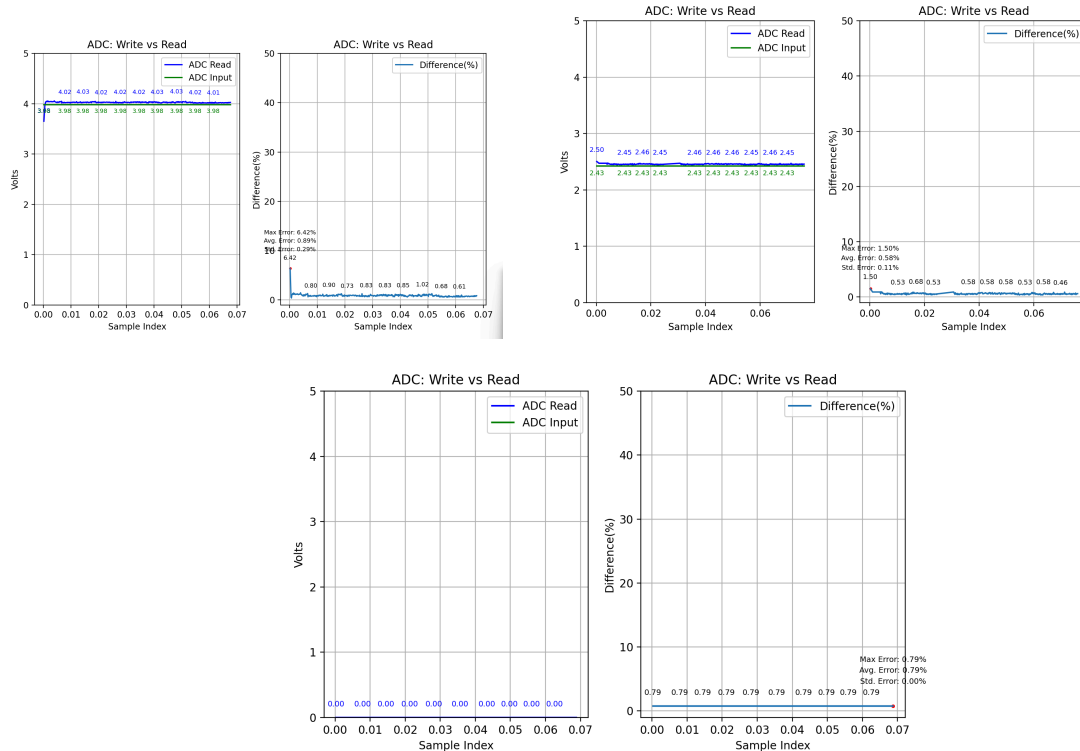 ADC: Write vs Read
ADC Read
ADC Input
5
4
3
2
1
0
Volts
4.02 4.03 4.02 4.02 4.02 4.03 4.03 4.02 4.01
3.98 3.98 3.98 3.98 3.98 3.98 3.98 3.98 3.98
0.00 0.01 0.02 0.03 0.04 0.05 0.06 0.07
Sample Index
ADC: Write vs Read
Difference(%)
50
40
30
20
10
0
Difference(%)
Max Error: 6.42%
Avg. Error: 0.89%
Std. Error: 0.29%
6.42
0.80 0.90 0.73 0.83 0.83 0.85 1.02 0.68 0.61
0.00 0.01 0.02 0.03 0.04 0.05 0.06 0.07
Sample Index
ADC: Write vs Read
ADC Read
ADC Input
5
4
3
2
1
0
Volts
2.50 2.45 2.46 2.45 2.46 2.46 2.46 2.45 2.46 2.45
2.43 2.43 2.43 2.43 2.43 2.43 2.43 2.43 2.43 2.43
0.00 0.02 0.04 0.06
Sample Index
ADC: Write vs Read
Difference(%)
50
40
30
20
10
0
Difference(%)
Max Error: 1.50%
Avg. Error: 0.58%
Std. Error: 0.11%
1.50
0.53 0.68 0.53 0.58 0.58 0.58 0.53 0.58 0.46
0.00 0.02 0.04 0.06
Sample Index
ADC: Write vs Read
ADC Read
ADC Input
5
4
3
2
1
0
Volts
0.00 0.00 0.00 0.00 0.00 0.00 0.00 0.00 0.00
0.00 0.01 0.02 0.03 0.04 0.05 0.06 0.07
Sample Index
ADC: Write vs Read
Difference(%)
50
40
30
20
10
0
Difference(%)
Max Error: 0.79%
Avg. Error: 0.79%
Std. Error: 0.00%
0.79 0.79 0.79 0.79 0.79 0.79 0.79 0.79 0.79 0.79
0.00 0.01 0.02 0.03 0.04 0.05 0.06 0.07
Sample Index